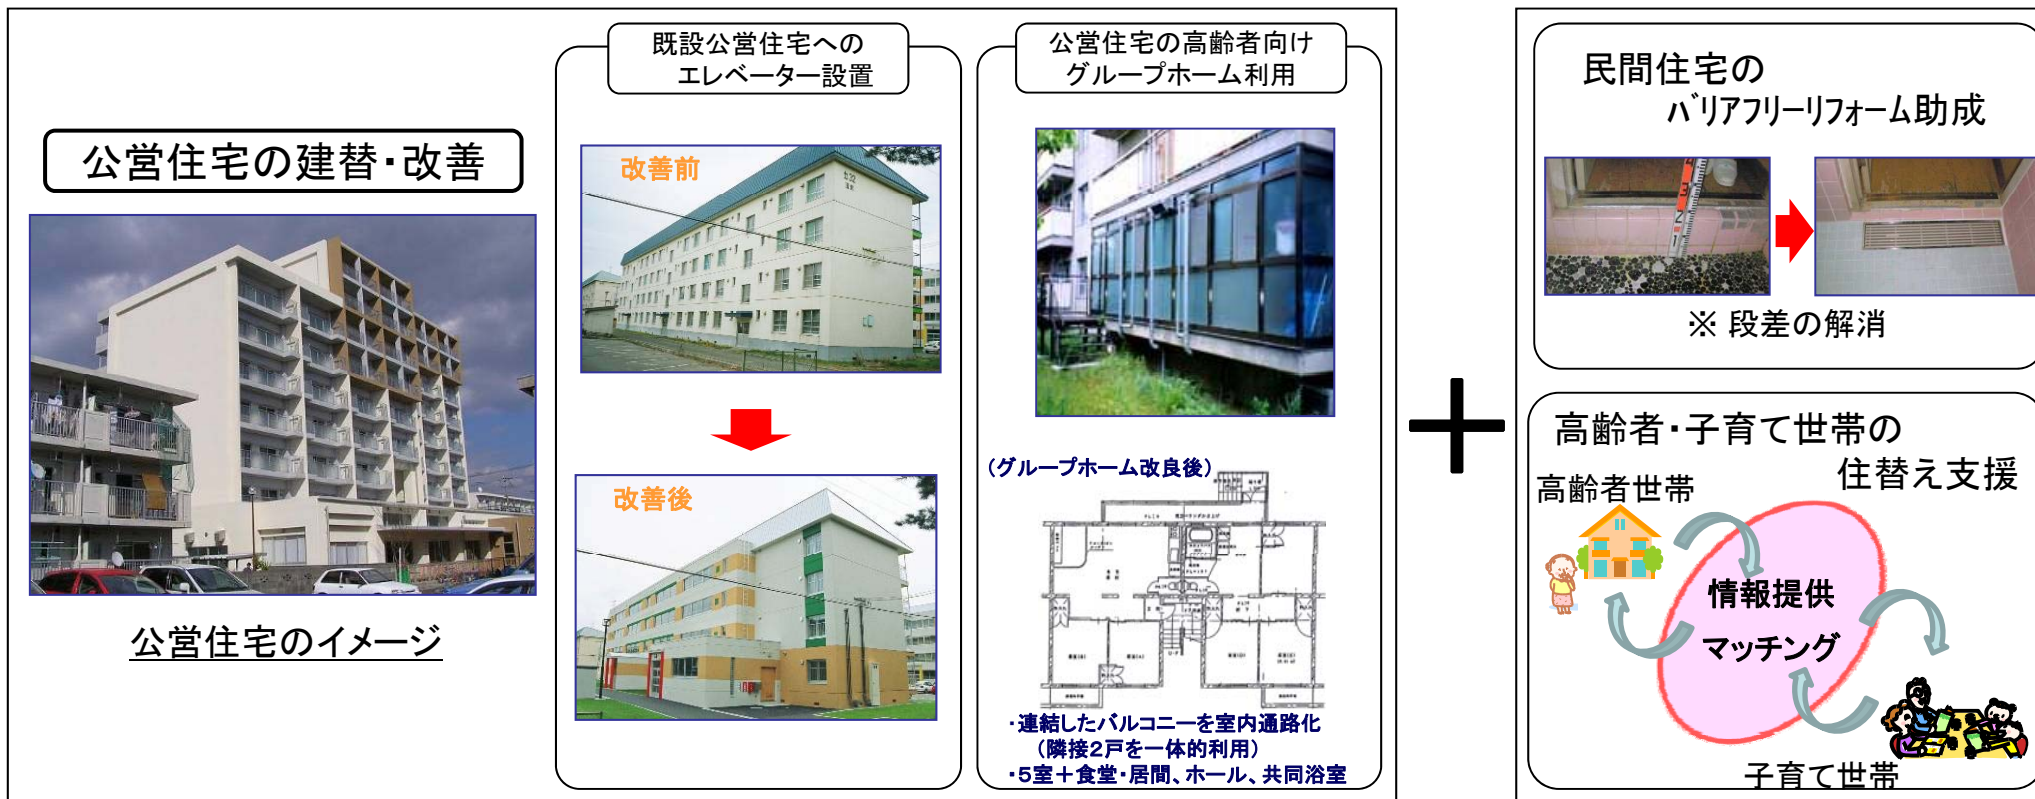 公営住宅の建替・改善
公営住宅のイメージ
既設公営住宅への
エレベーター設置
改善前
改善後
公営住宅の高齢者向け
グループホーム利用
(グループホーム改良後)
・連結したバルコニーを室内通路化
(隣接2戸を一体的利用)
・5室＋食堂・居間、ホール、共同浴室
＋
民間住宅の
バリアフリーリフォーム助成
※ 段差の解消
高齢者・子育て世帯の
住替え支援
高齢者世帯
情報提供
マッチング
子育て世帯